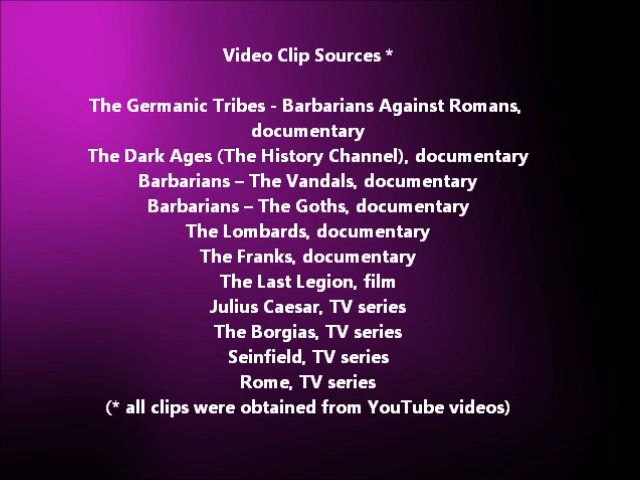 Video Clip Sources *
The Germanic Tribes - Barbarians Against Romans,
documentary
The Dark Ages (The History Channel), documentary
Barbarians – The Vandals, documentary
Barbarians – The Goths, documentary
The Lombards, documentary
The Franks, documentary
The Last Legion, film
Julius Caesar, TV series
The Borgias, TV series
Seinfield, TV series
Rome, TV series
(* all clips were obtained from YouTube videos)